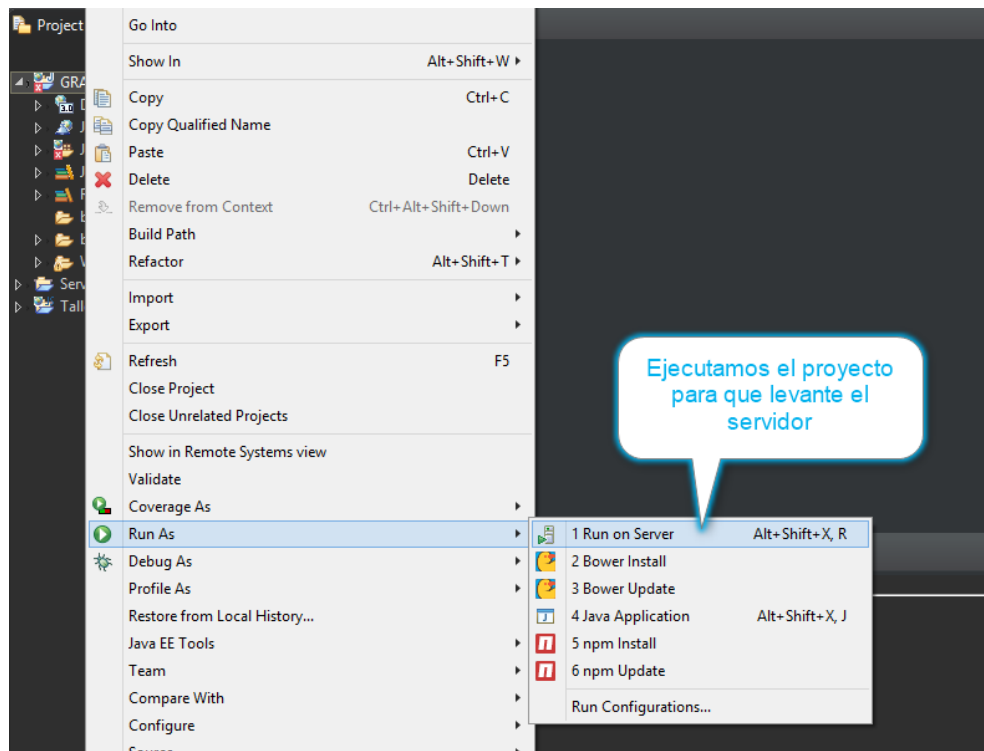 Project
Go Into
Show In Alt+Shift+W
GRA
Copy Ctrl+C
Copy Qualified Name
Paste Ctrl+V
Delete Delete
Remove from Context Ctrl+Alt+Shift+Down
Build Path
Refactor Alt+Shift+T
Serv
Import
Tall
Export
Refresh F5
Close Project
Close Unrelated Projects
Ejecutamos el proyecto
para que levante el
servidor
Show in Remote Systems view
Validate
Coverage As
Run As
1 Run on Server Alt+Shift+X, R
Debug As
2 Bower Install
Profile As
3 Bower Update
Restore from Local History...
4 Java Application Alt+Shift+X, J
Java EE Tools
5 npm Install
Team
6 npm Update
Compare With
Run Configurations...
Configure